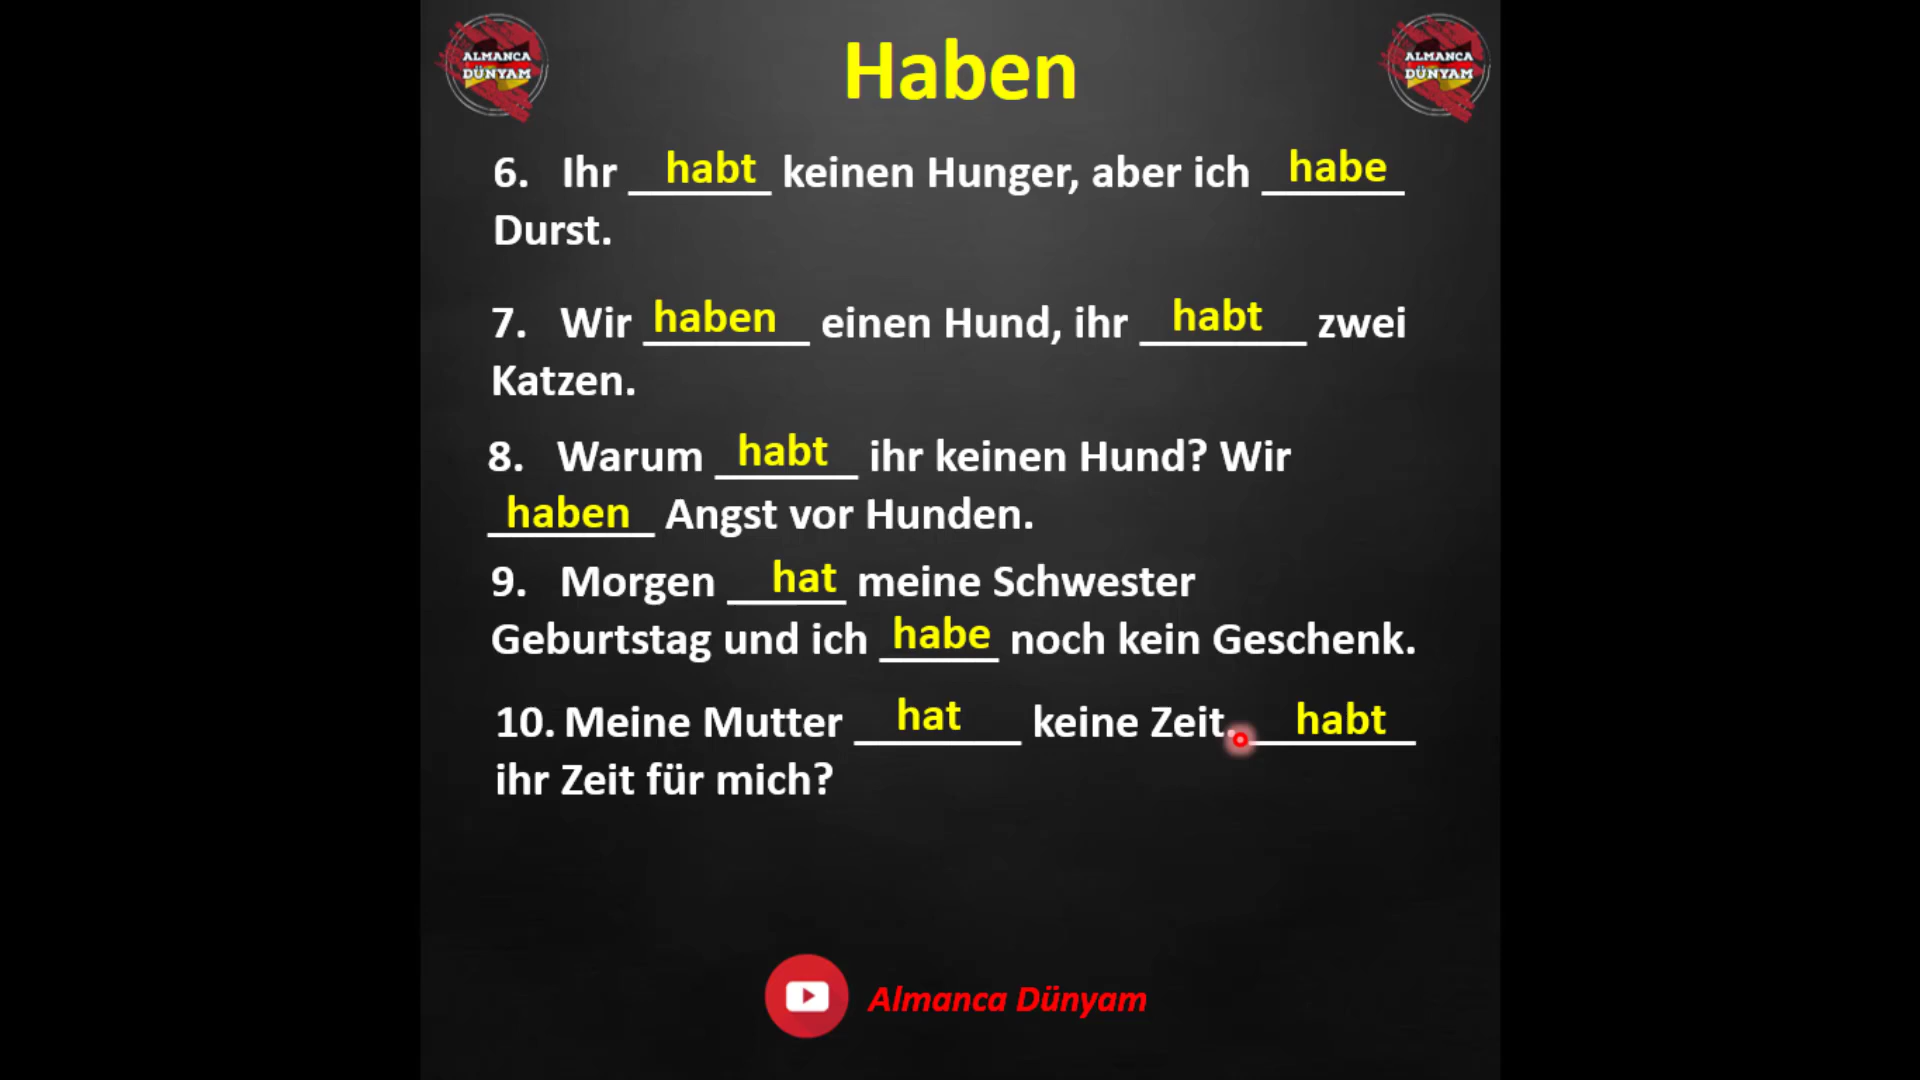 ALMANCA
DÜNYAM
Haben
ALMANCA
DÜNYAM
6. Ihr habt keinen Hunger, aber ich habe
Durst.
7. Wir haben einen Hund, ihr habt zwei
Katzen.
8. Warum habt ihr keinen Hund? Wir
haben Angst vor Hunden.
9. Morgen hat meine Schwester
Geburtstag und ich habe noch kein Geschenk.
10. Meine Mutter hat keine Zeit. habt
ihr Zeit für mich?
Almanca Dünyam